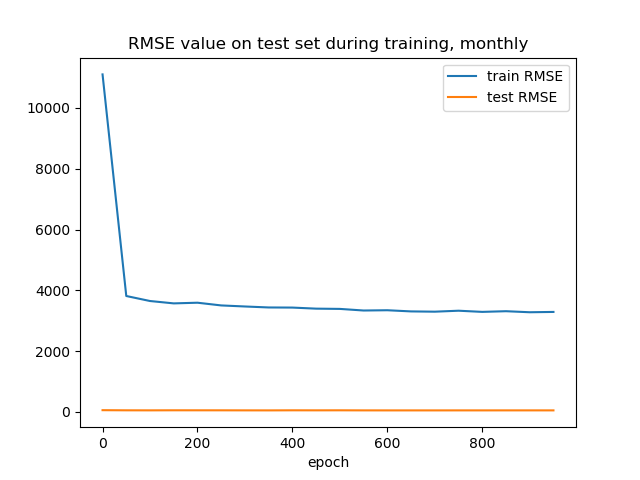 RMSE value on test set during training, monthly
train RMSE
test RMSE
10000
8000
6000
4000
2000
0
0 200 400 600 800
epoch